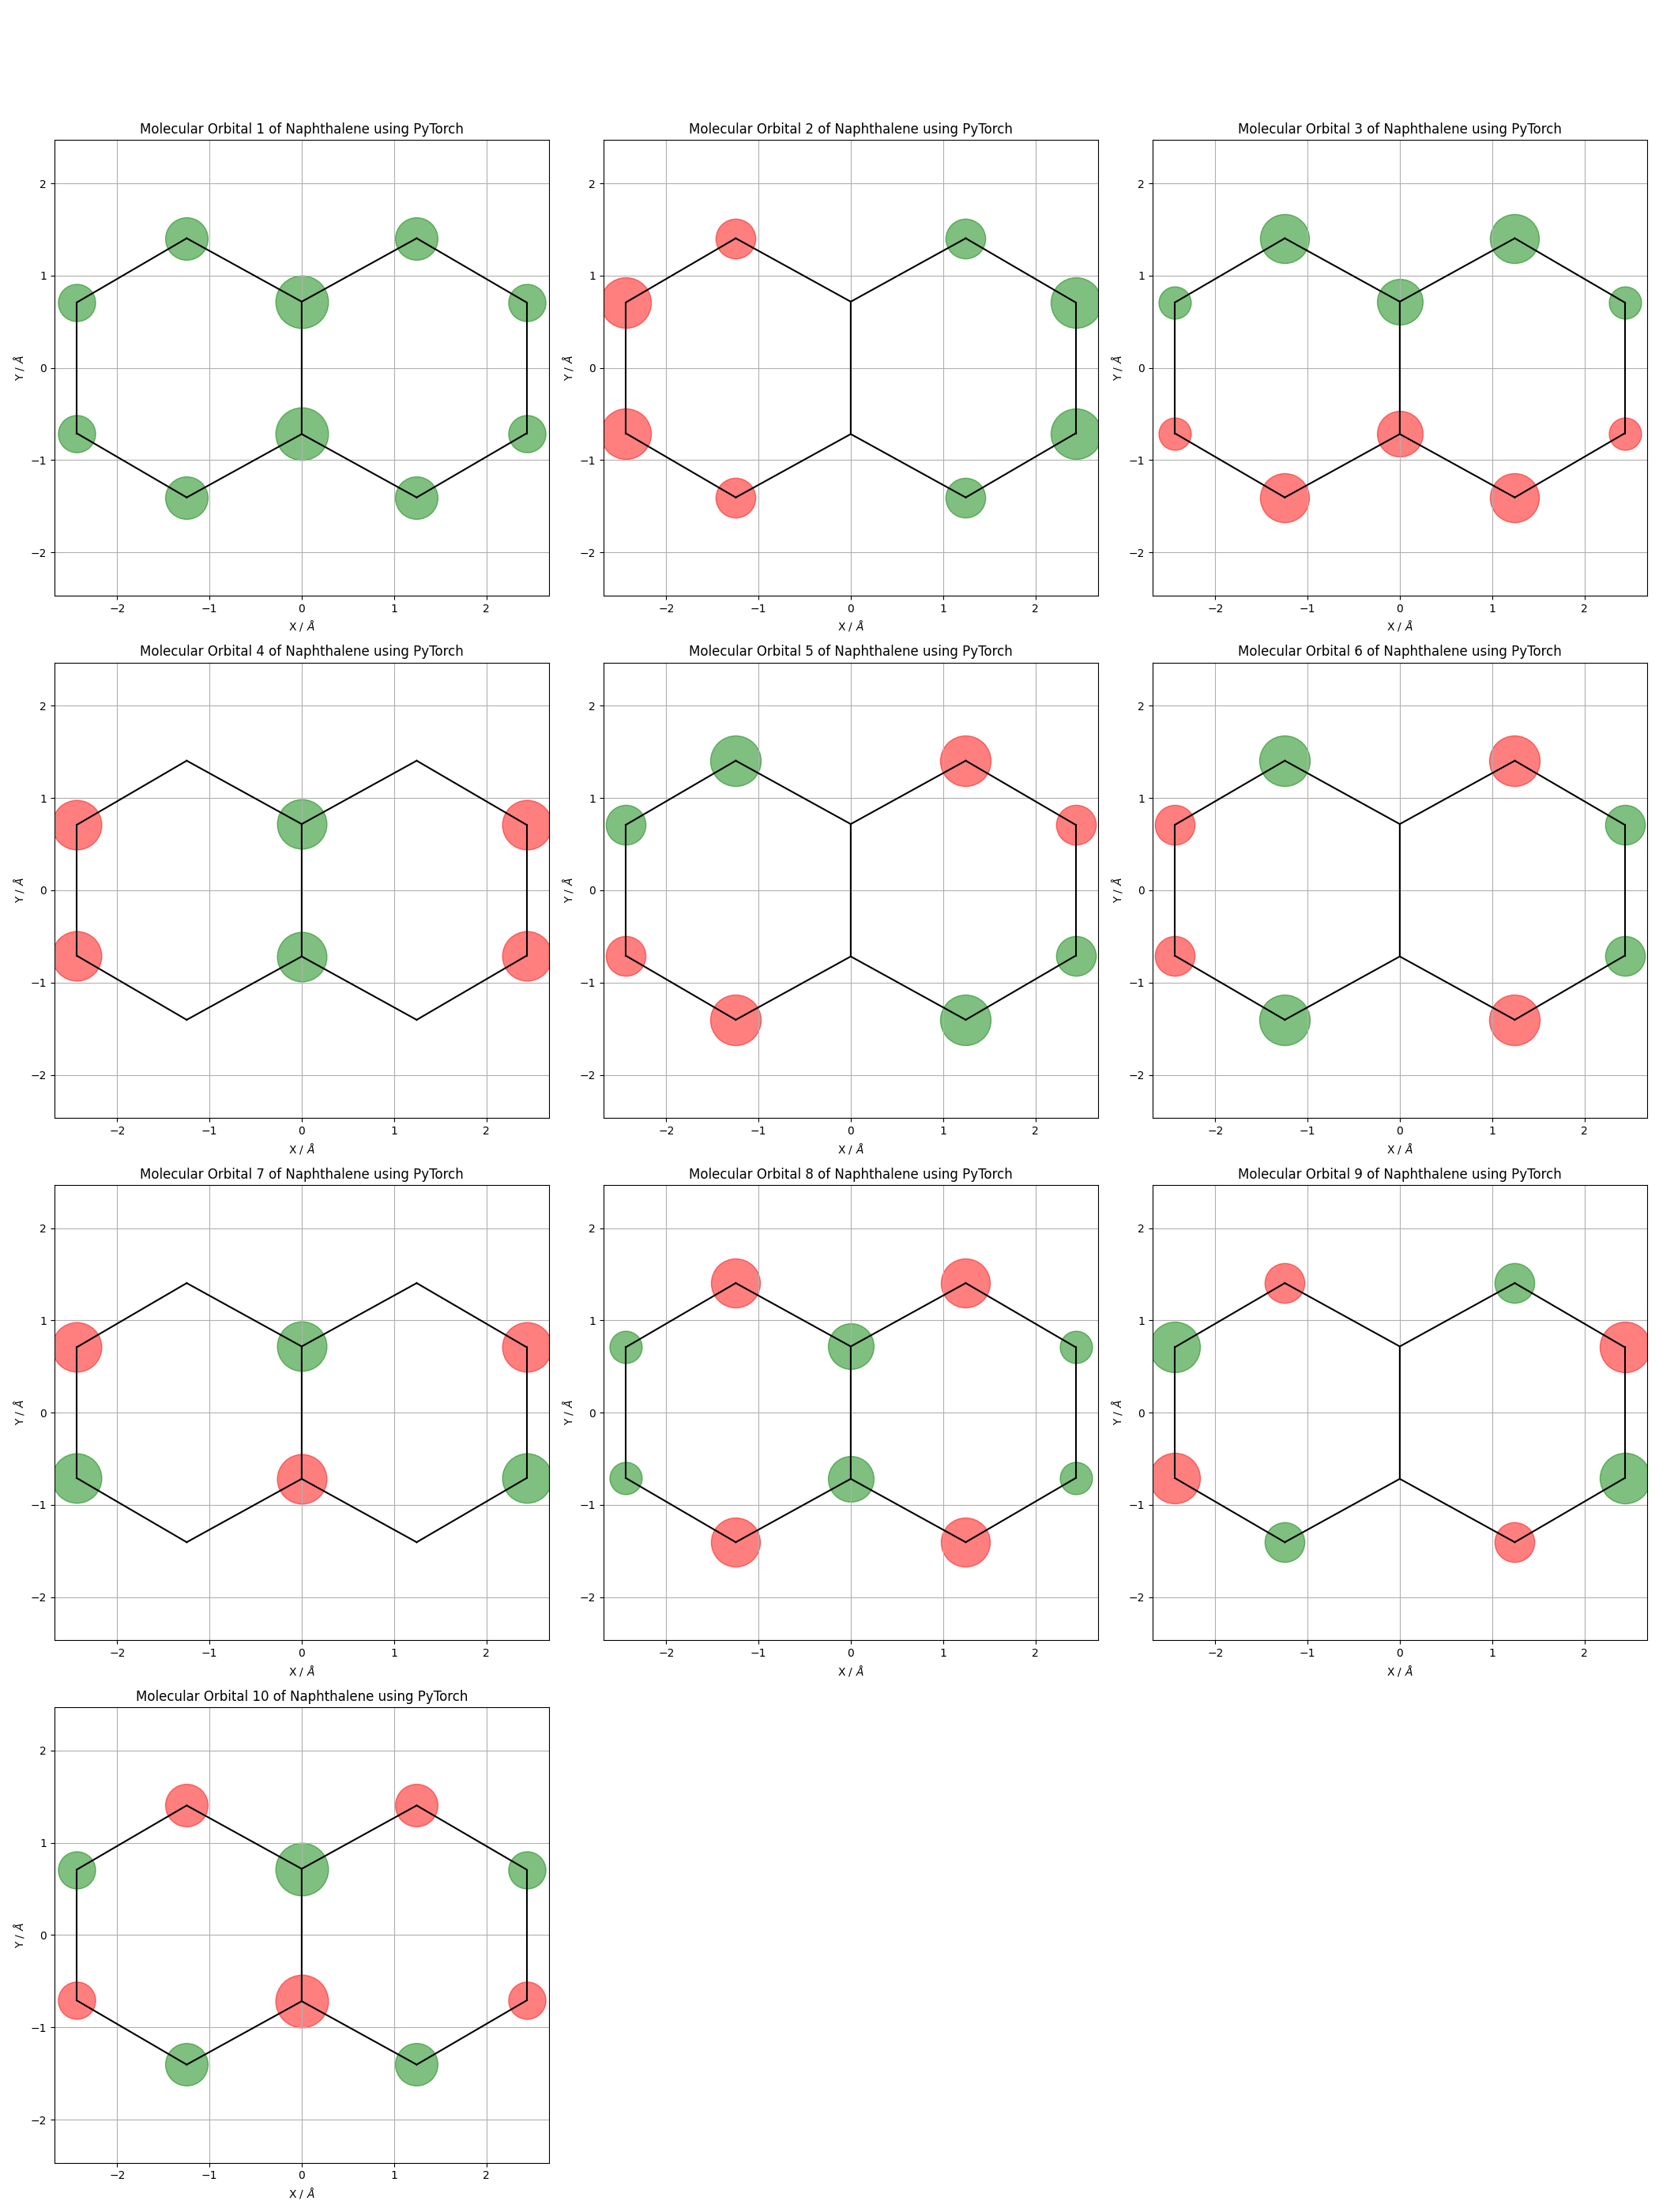 Molecular Orbital 1 of Naphthalene using PyTorch
2
1
0
−1
−2
Y / Å
−2 −1 0 1 2
X / Å
Molecular Orbital 2 of Naphthalene using PyTorch
2
1
0
−1
−2
Y / Å
−2 −1 0 1 2
X / Å
Molecular Orbital 3 of Naphthalene using PyTorch
2
1
0
−1
−2
Y / Å
−2 −1 0 1 2
X / Å
Molecular Orbital 4 of Naphthalene using PyTorch
2
1
0
−1
−2
Y / Å
−2 −1 0 1 2
X / Å
Molecular Orbital 5 of Naphthalene using PyTorch
2
1
0
−1
−2
Y / Å
−2 −1 0 1 2
X / Å
Molecular Orbital 6 of Naphthalene using PyTorch
2
1
0
−1
−2
Y / Å
−2 −1 0 1 2
X / Å
Molecular Orbital 7 of Naphthalene using PyTorch
2
1
0
−1
−2
Y / Å
−2 −1 0 1 2
X / Å
Molecular Orbital 8 of Naphthalene using PyTorch
2
1
0
−1
−2
Y / Å
−2 −1 0 1 2
X / Å
Molecular Orbital 9 of Naphthalene using PyTorch
2
1
0
−1
−2
Y / Å
−2 −1 0 1 2
X / Å
Molecular Orbital 10 of Naphthalene using PyTorch
2
1
0
−1
−2
Y / Å
−2 −1 0 1 2
X / Å